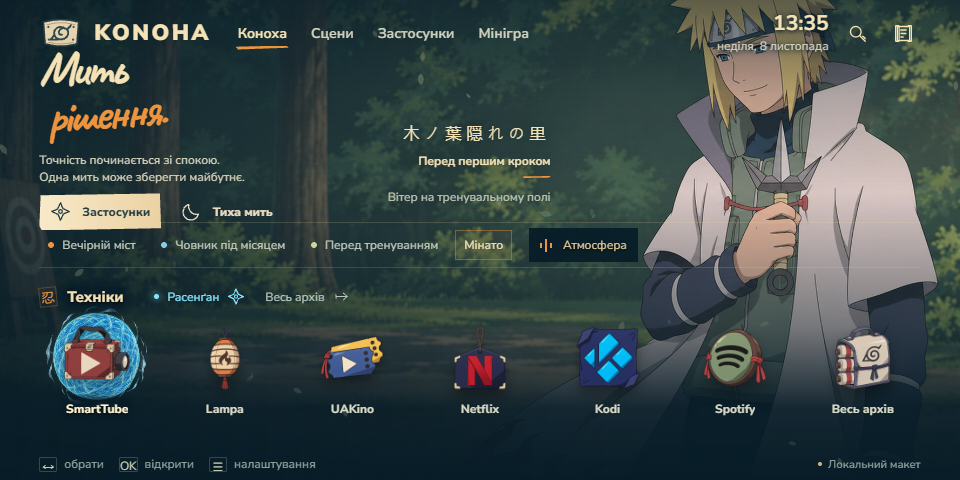 KONOHA
Коноха
Сцени
Застосунки
Мінігра
13:35
неділя, 8 листопада
Мить
рішення.
Точність починається зі спокою.
Одна мить може зберегти майбутнє.
木ノ葉隠れの里
Перед першим кроком
Вітер на тренувальному полі
Застосунки
Тиха мить
Вечірній міст
Човник під місяцем
Перед тренуванням
Мінато
Атмосфера
忍 Техніки
Расенґан
Весь архів
N
SmartTube
Lampa
UAKino
Netflix
Kodi
Spotify
Весь архів
обрати
OK відкрити
налаштування
Локальний макет